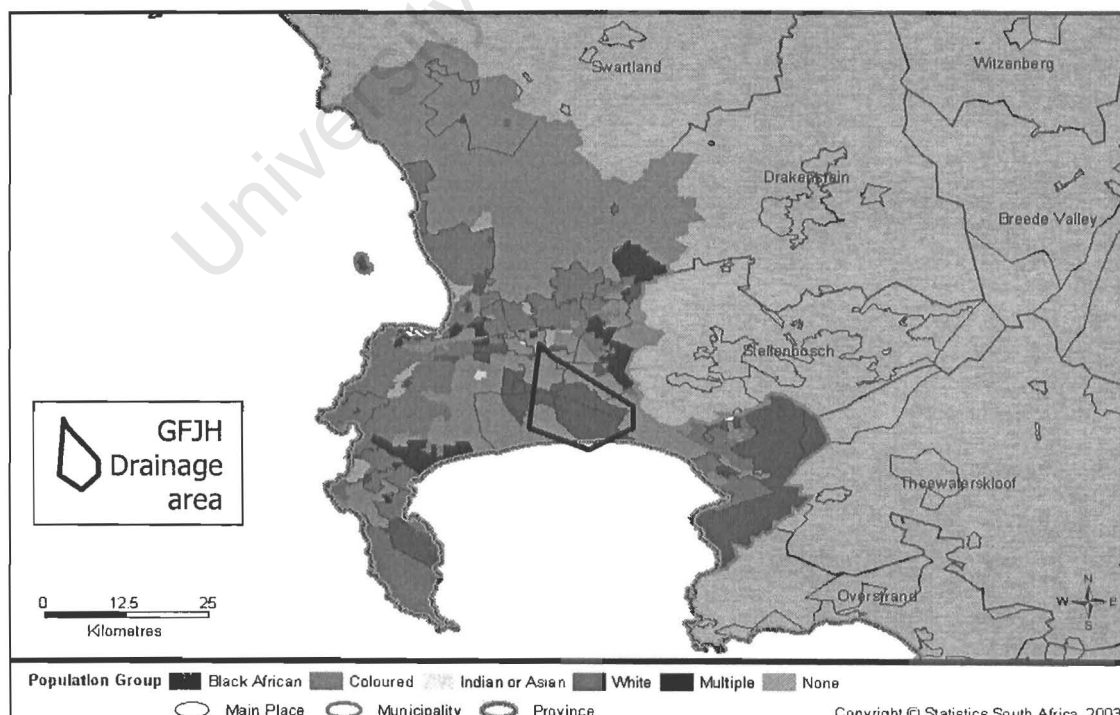 University
Swartland
Witzenberg
Drakenstein
Breede Valley
Stellenbosch
GFJH
Drainage
area
Theewaterskloof
Overstrand
N
W E
S
0 12.5 25
Kilometres
Population Group Black African Coloured Indian or Asian White Multiple None
Main Place Municipality Province
Copyright © Statistics South Africa, 2003